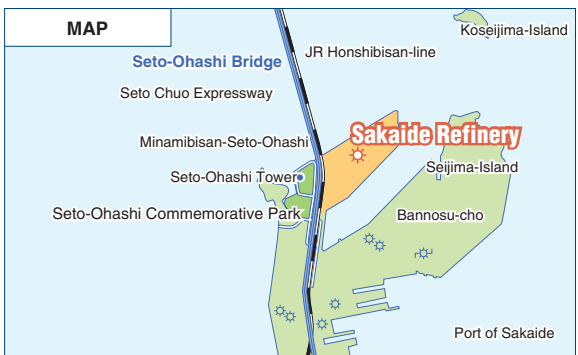 MAP
Koseijima-Island
JR Honshibisan-line
Seto-Ohashi Bridge
Seto Chuo Expressway
Sakaide Refinery
Minamibisan-Seto-Ohashi
Seijima-Island
Seto-Ohashi Tower
Seto-Ohashi Commemorative Park
Bannosu-cho
Port of Sakaide